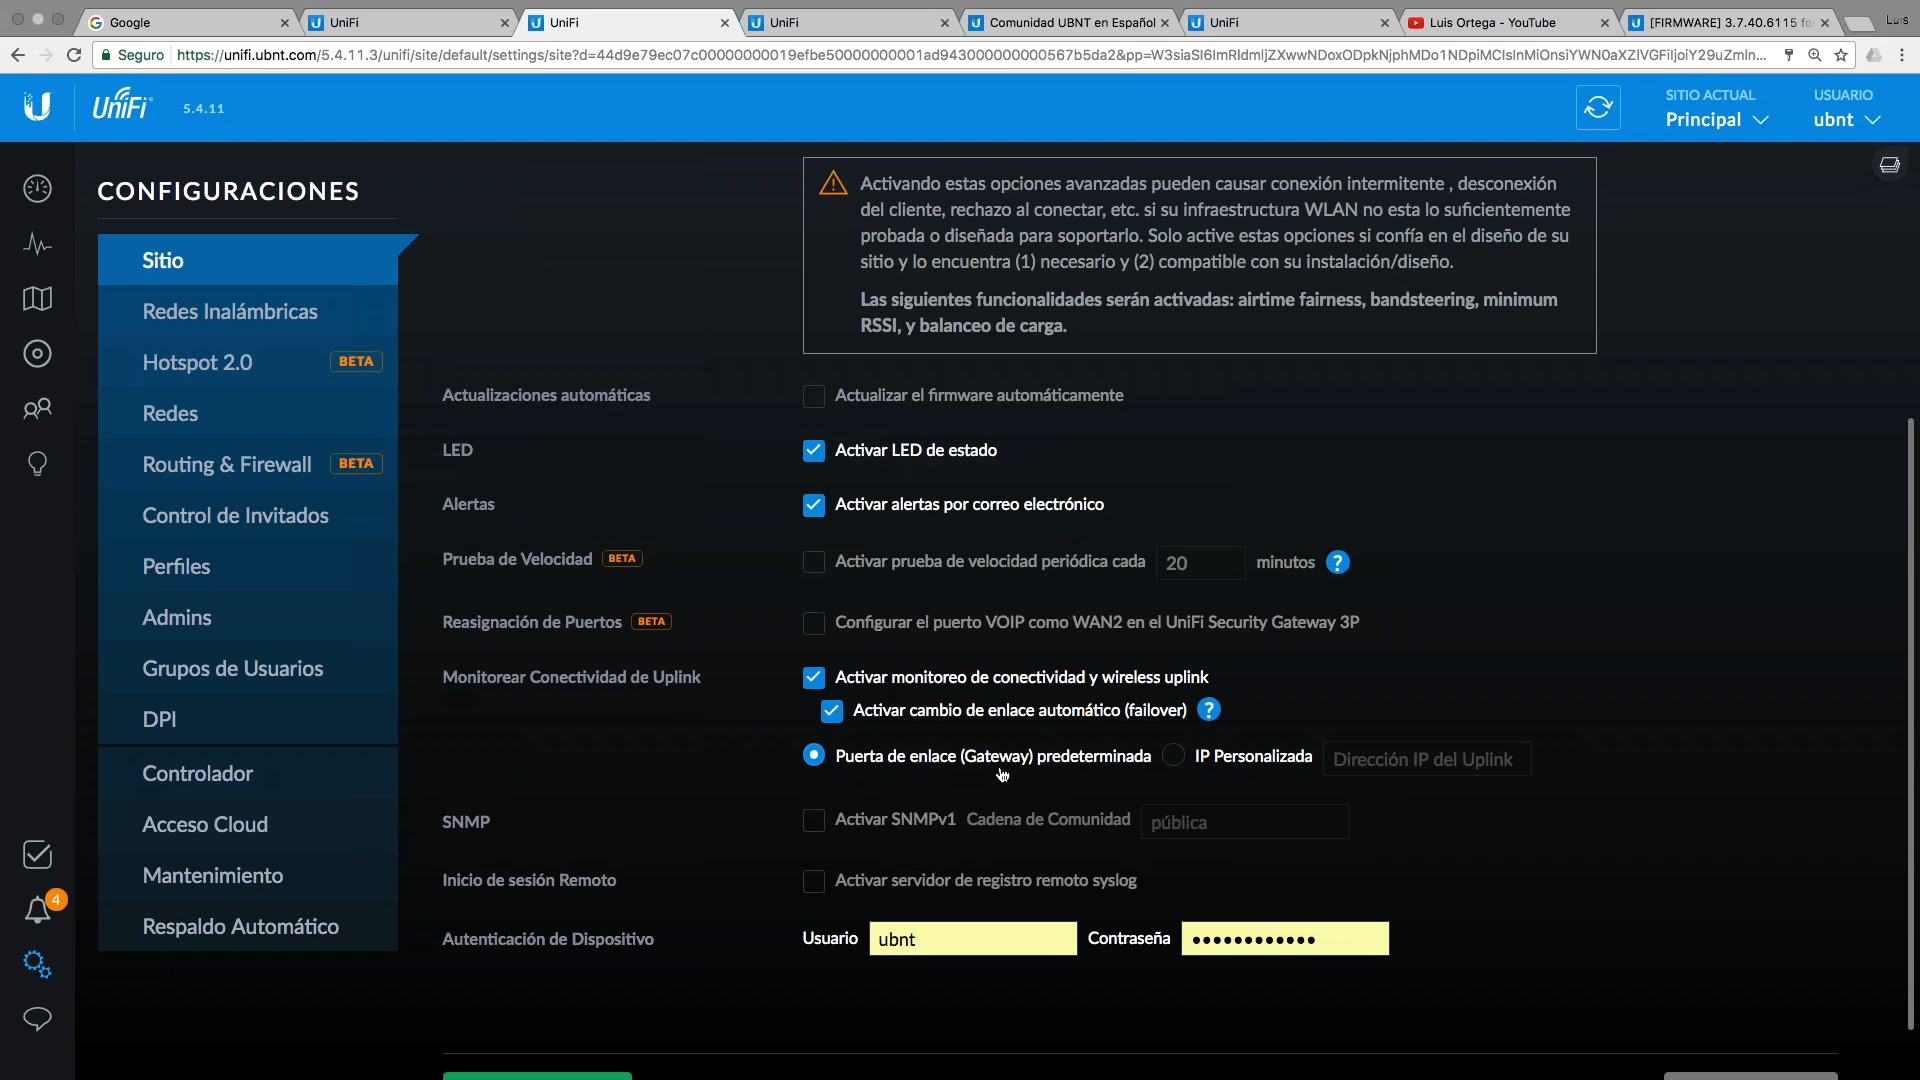 Google
UniFi
UniFi
UniFi
Comunidad UBNT en Español
UniFi
Luis Ortega - YouTube
[FIRMWARE] 3.7.40.6115 fo
Luis
Seguro
https://unifi.ubnt.com/5.4.11.3/unifi/site/default/settings/site?d=44d9e79ec07c00000000019efbe50000000001ad943000000000567b5da2&pp=
UniFi
5.4.11
SITIO ACTUAL
Principal
USUARIO
ubnt
CONFIGURACIONES
Sitio
Redes Inalámbricas
Hotspot 2.0 BETA
Redes
Routing & Firewall BETA
Control de Invitados
Perfiles
Admins
Grupos de Usuarios
DPI
Controlador
Acceso Cloud
Mantenimiento
Respaldo Automático
4
Activando estas opciones avanzadas pueden causar conexión intermitente , desconexión
del cliente, rechazo al conectar, etc. si su infraestructura WLAN no esta lo suficientemente
probada o diseñada para soportarlo. Solo active estas opciones si confía en el diseño de su
sitio y lo encuentra (1) necesario y (2) compatible con su instalación/diseño.
Las siguientes funcionalidades serán activadas: airtime fairness, bandsteering, minimum
RSSI, y balanceo de carga.
Actualizaciones automáticas Actualizar el firmware automáticamente
LED Activar LED de estado
Alertas Activar alertas por correo electrónico
Prueba de Velocidad BETA Activar prueba de velocidad periódica cada 20 minutos ?
Reasignación de Puertos BETA Configurar el puerto VOIP como WAN2 en el UniFi Security Gateway 3P
Monitorear Conectividad de Uplink Activar monitoreo de conectividad y wireless uplink
Activar cambio de enlace automático (failover) ?
Puerta de enlace (Gateway) predeterminada IP Personalizada Dirección IP del Uplink
SNMP Activar SNMPv1 Cadena de Comunidad pública
Inicio de sesión Remoto Activar servidor de registro remoto syslog
Autenticación de Dispositivo Usuario ubnt Contraseña ••••••••••••